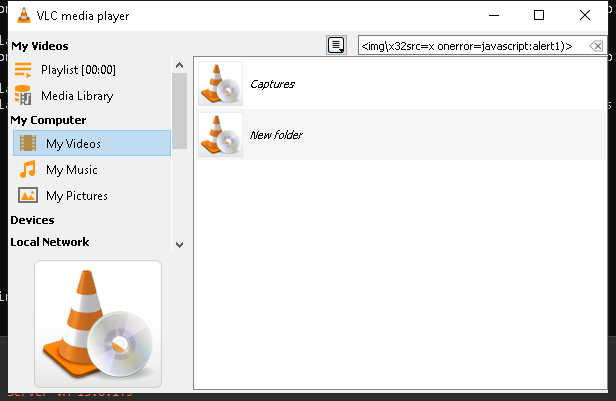 VLC media player
My Videos
<img\x32src=x onerror=javascript:alert1)>
Playlist [00:00]
Media Library
My Computer
My Videos
My Music
My Pictures
Devices
Local Network
Captures
New folder